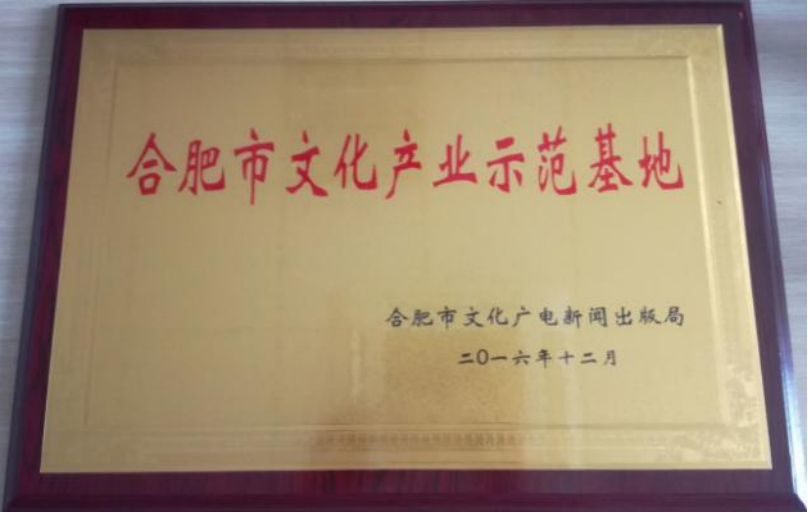 合肥市文化产业示范基地
合肥市文化广电新闻出版局
二〇一六年十二月